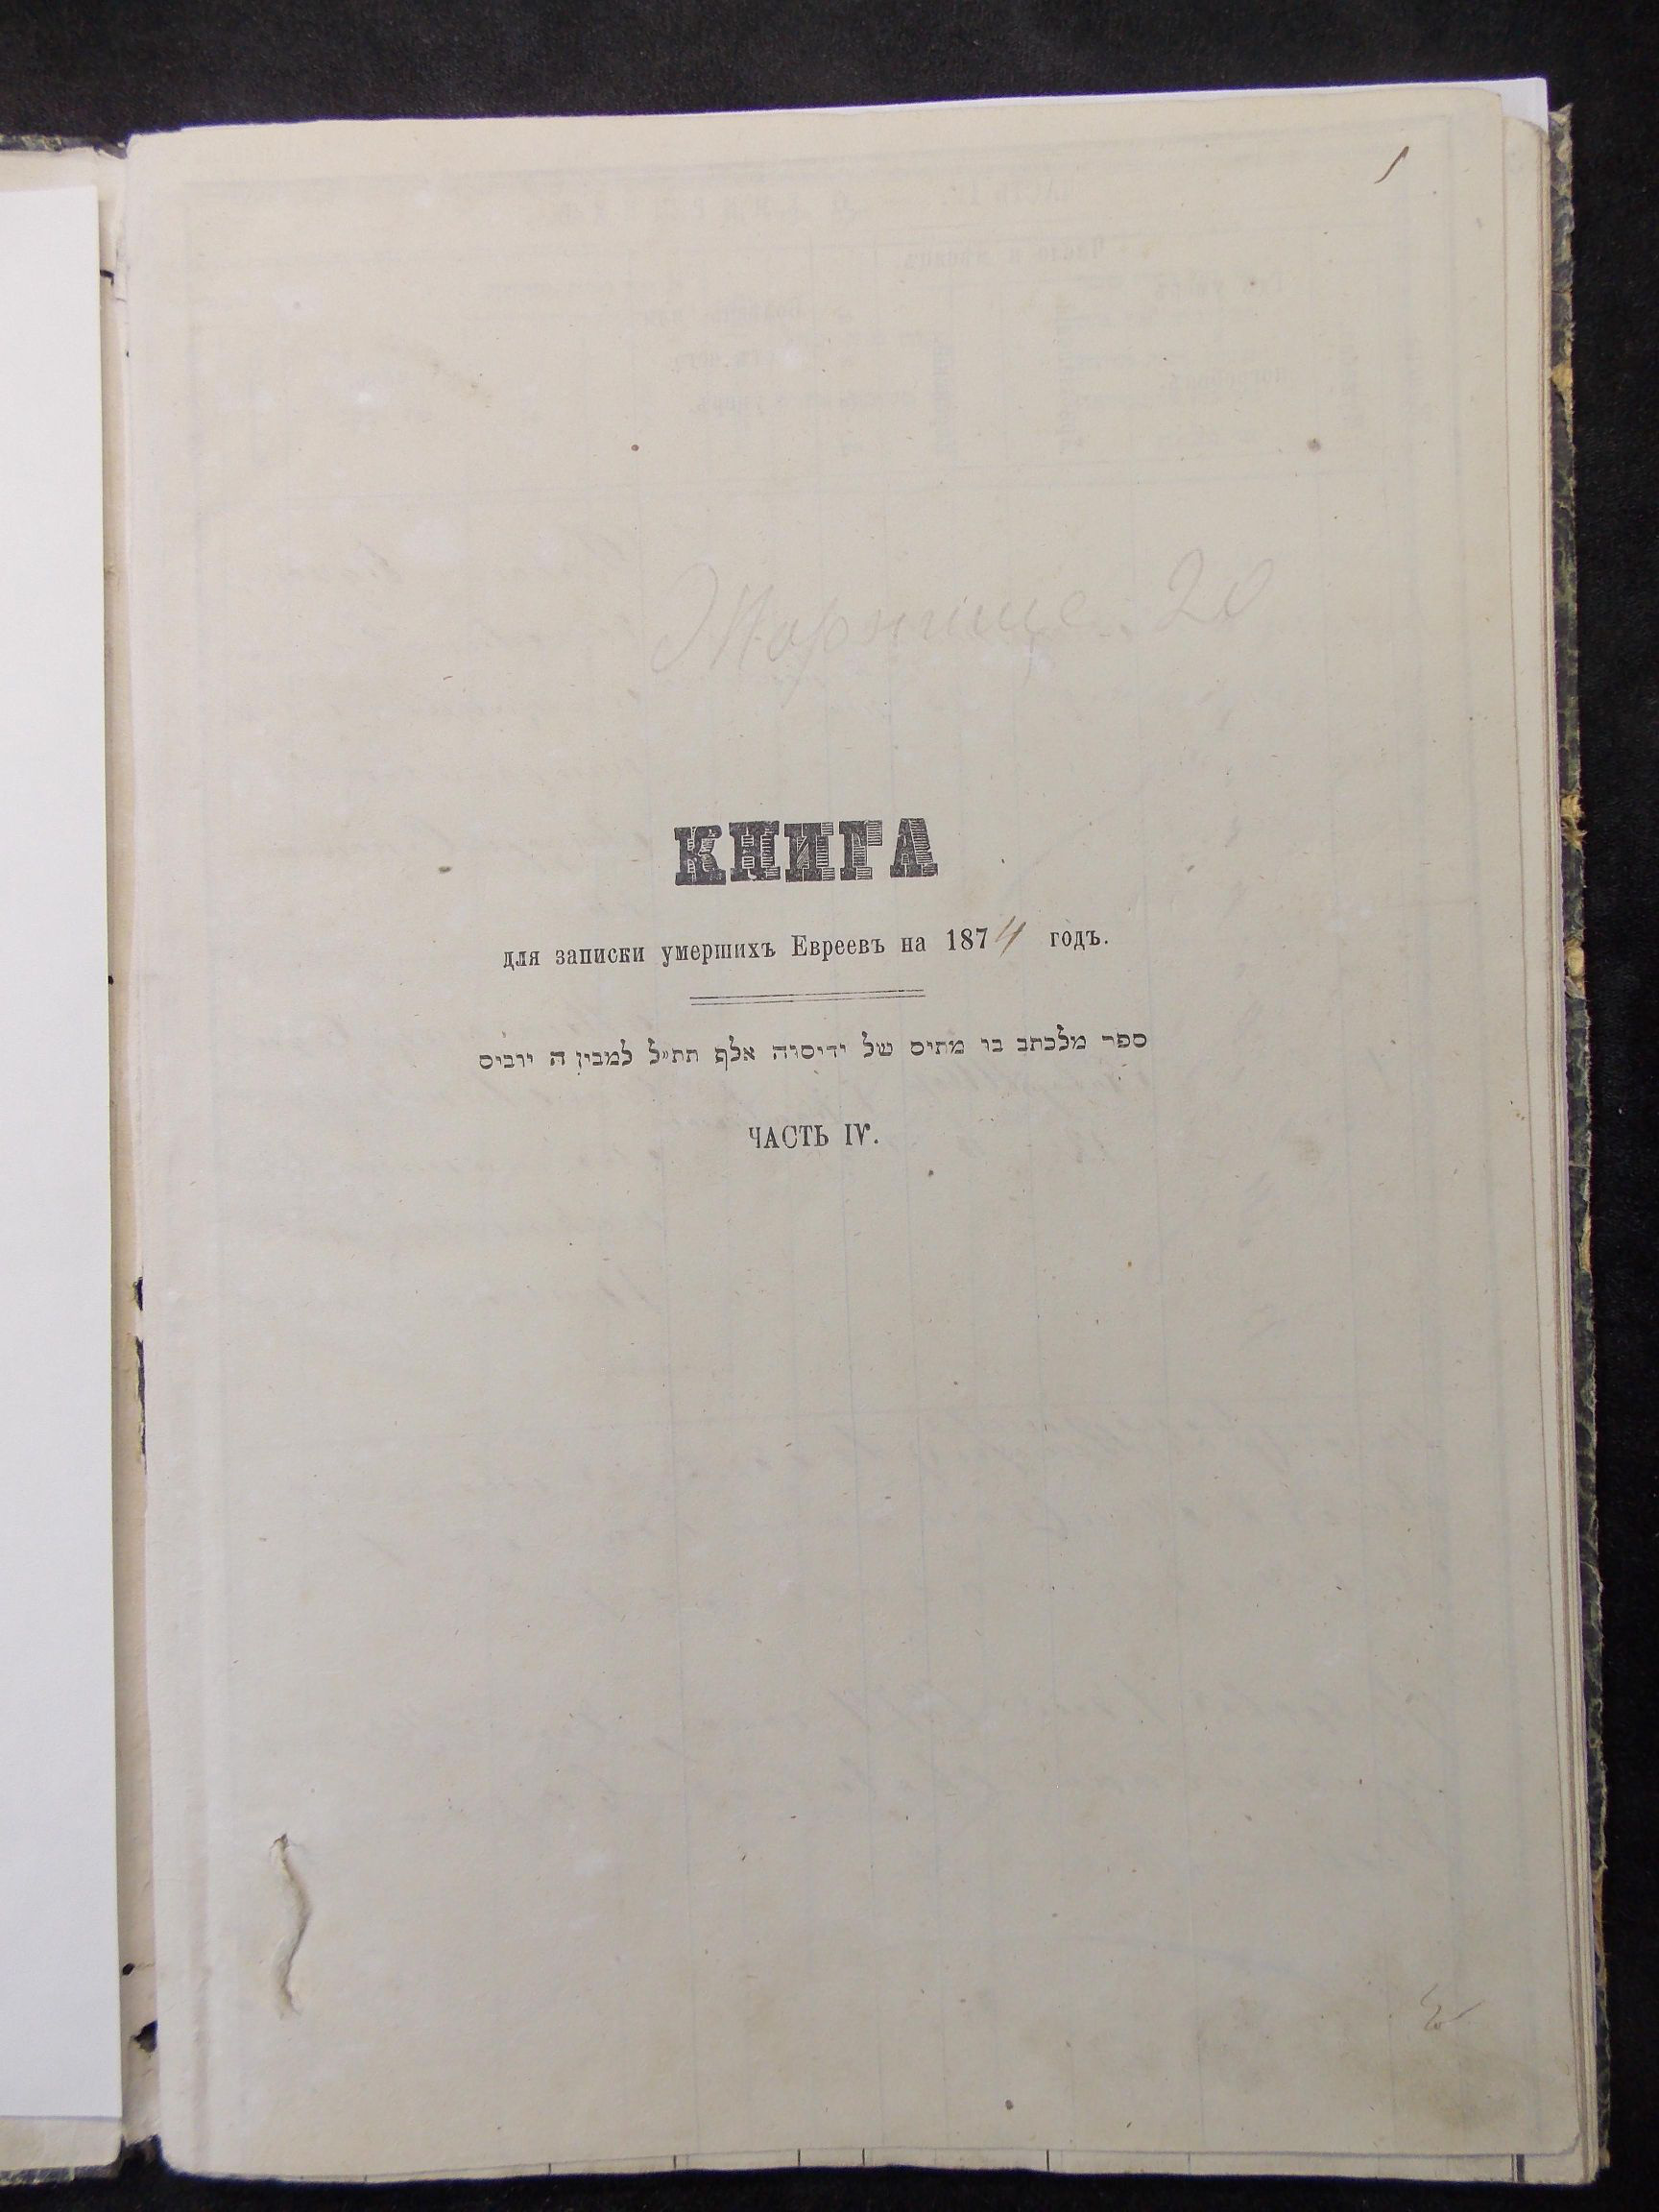 1
Жорнище 20
КНИГА
для записки умершихъ Евреевъ на 1874 годъ.
ספר מלכתב בו מתים של ידיסוה אלף תת״ל למבין ה יובים
ЧАСТЬ IV.